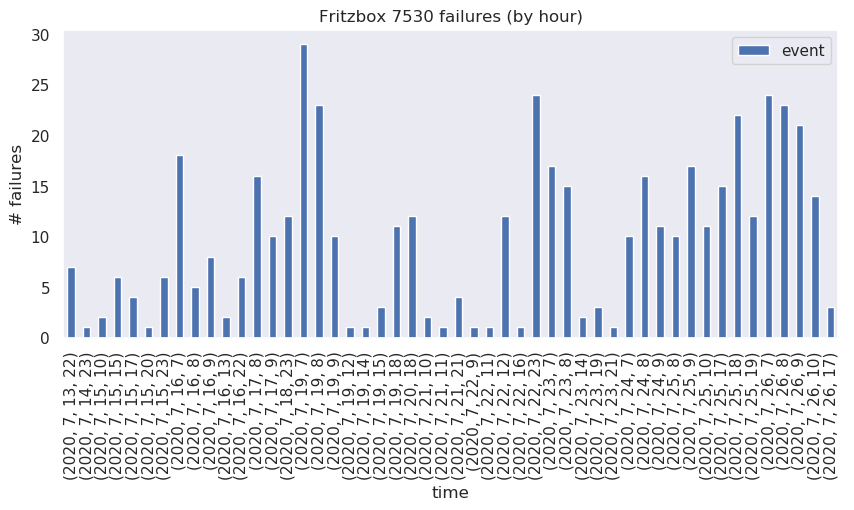 Fritzbox 7530 failures (by hour)
event
# failures
30
25
20
15
10
5
0
(2020, 7, 13, 22)
(2020, 7, 14, 23)
(2020, 7, 15, 10)
(2020, 7, 15, 15)
(2020, 7, 15, 17)
(2020, 7, 15, 20)
(2020, 7, 15, 23)
(2020, 7, 16, 7)
(2020, 7, 16, 8)
(2020, 7, 16, 9)
(2020, 7, 16, 13)
(2020, 7, 16, 22)
(2020, 7, 17, 8)
(2020, 7, 17, 9)
(2020, 7, 18, 23)
(2020, 7, 19, 7)
(2020, 7, 19, 8)
(2020, 7, 19, 9)
(2020, 7, 19, 12)
(2020, 7, 19, 14)
(2020, 7, 19, 15)
(2020, 7, 19, 18)
(2020, 7, 20, 18)
(2020, 7, 21, 10)
(2020, 7, 21, 11)
(2020, 7, 21, 21)
(2020, 7, 22, 9)
(2020, 7, 22, 11)
(2020, 7, 22, 12)
(2020, 7, 22, 16)
(2020, 7, 22, 23)
(2020, 7, 23, 7)
(2020, 7, 23, 8)
(2020, 7, 23, 14)
(2020, 7, 23, 19)
(2020, 7, 23, 21)
(2020, 7, 24, 7)
(2020, 7, 24, 8)
(2020, 7, 24, 9)
(2020, 7, 25, 8)
(2020, 7, 25, 9)
(2020, 7, 25, 10)
(2020, 7, 25, 17)
(2020, 7, 25, 18)
(2020, 7, 25, 19)
(2020, 7, 26, 7)
(2020, 7, 26, 8)
(2020, 7, 26, 9)
(2020, 7, 26, 10)
(2020, 7, 26, 17)
time